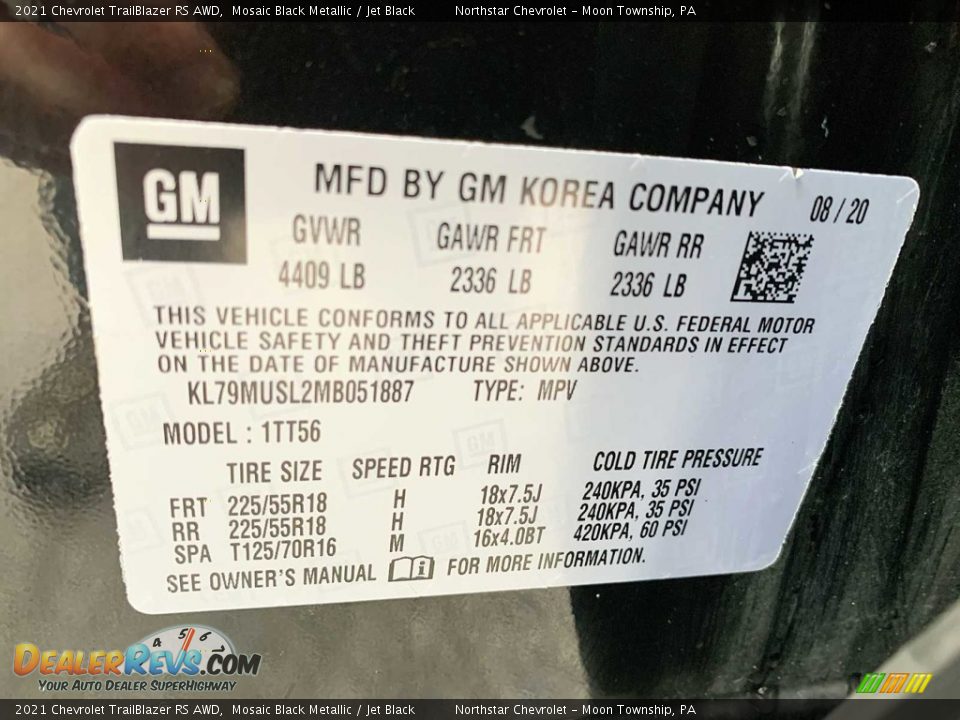 2021 Chevrolet TrailBlazer RS AWD, Mosaic Black Metallic / Jet Black Northstar Chevrolet - Moon Township, PA
GM MFD BY GM KOREA COMPANY 08 / 20
GVWR GAWR FRT GAWR RR
4409 LB 2336 LB 2336 LB
THIS VEHICLE CONFORMS TO ALL APPLICABLE U.S. FEDERAL MOTOR
VEHICLE SAFETY AND THEFT PREVENTION STANDARDS IN EFFECT
ON THE DATE OF MANUFACTURE SHOWN ABOVE.
KL79MUSL2MB051887 TYPE: MPV
MODEL : 1TT56
TIRE SIZE SPEED RTG RIM COLD TIRE PRESSURE
FRT 225/55R18 H 18x7.5J 240KPA, 35 PSI
RR 225/55R18 H 18x7.5J 240KPA, 35 PSI
SPA T125/70R16 M 16x4.0BT 420KPA, 60 PSI
SEE OWNER'S MANUAL i FOR MORE INFORMATION.
4 5 6
DEALERREVS.COM
YOUR AUTO DEALER SUPERHIGHWAY
2021 Chevrolet TrailBlazer RS AWD, Mosaic Black Metallic / Jet Black Northstar Chevrolet - Moon Township, PA